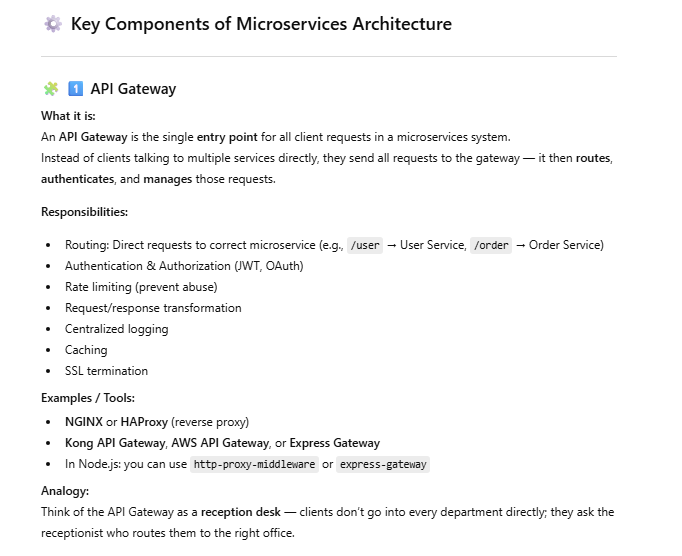 ⚙️ Key Components of Microservices Architecture
🧩 1️⃣ API Gateway
What it is:
An API Gateway is the single entry point for all client requests in a microservices system.
Instead of clients talking to multiple services directly, they send all requests to the gateway — it then routes,
authenticates, and manages those requests.
Responsibilities:
• Routing: Direct requests to correct microservice (e.g., /user → User Service, /order → Order Service)
• Authentication & Authorization (JWT, OAuth)
• Rate limiting (prevent abuse)
• Request/response transformation
• Centralized logging
• Caching
• SSL termination
Examples / Tools:
• NGINX or HAProxy (reverse proxy)
• Kong API Gateway, AWS API Gateway, or Express Gateway
• In Node.js: you can use http-proxy-middleware or express-gateway
Analogy:
Think of the API Gateway as a reception desk — clients don't go into every department directly; they ask the
receptionist who routes them to the right office.